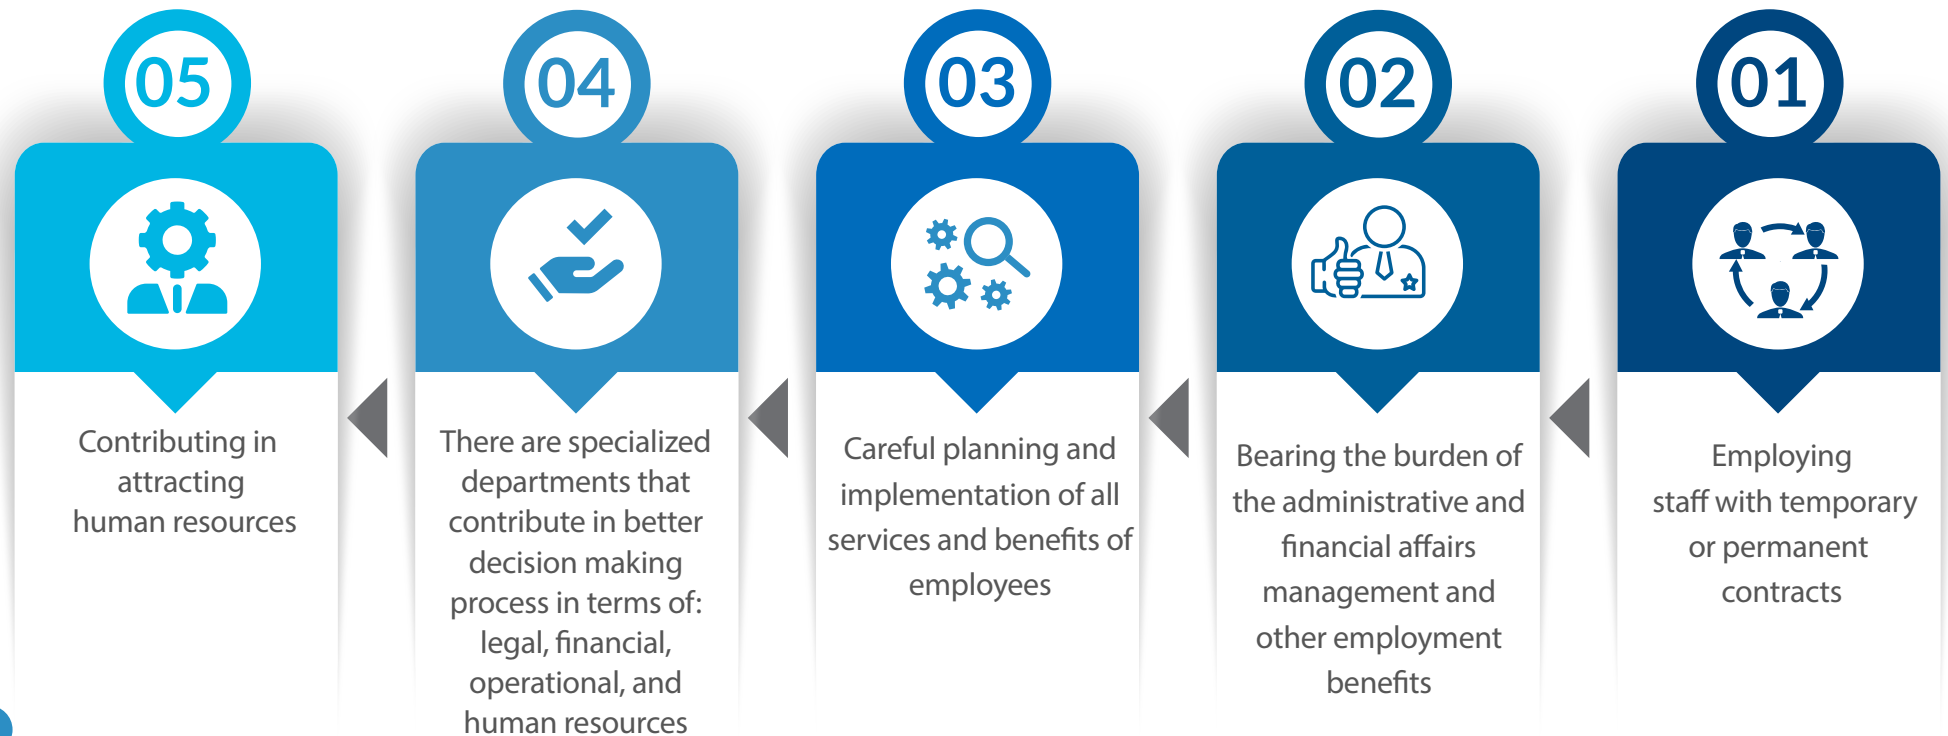 05
Contributing in
attracting
human resources
04
There are specialized
departments that
contribute in better
decision making
process in terms of:
legal, financial,
operational, and
human resources
03
Careful planning and
implementation of all
services and benefits of
employees
02
Bearing the burden of
the administrative and
financial affairs
management and
other employment
benefits
01
Employing
staff with temporary
or permanent
contracts